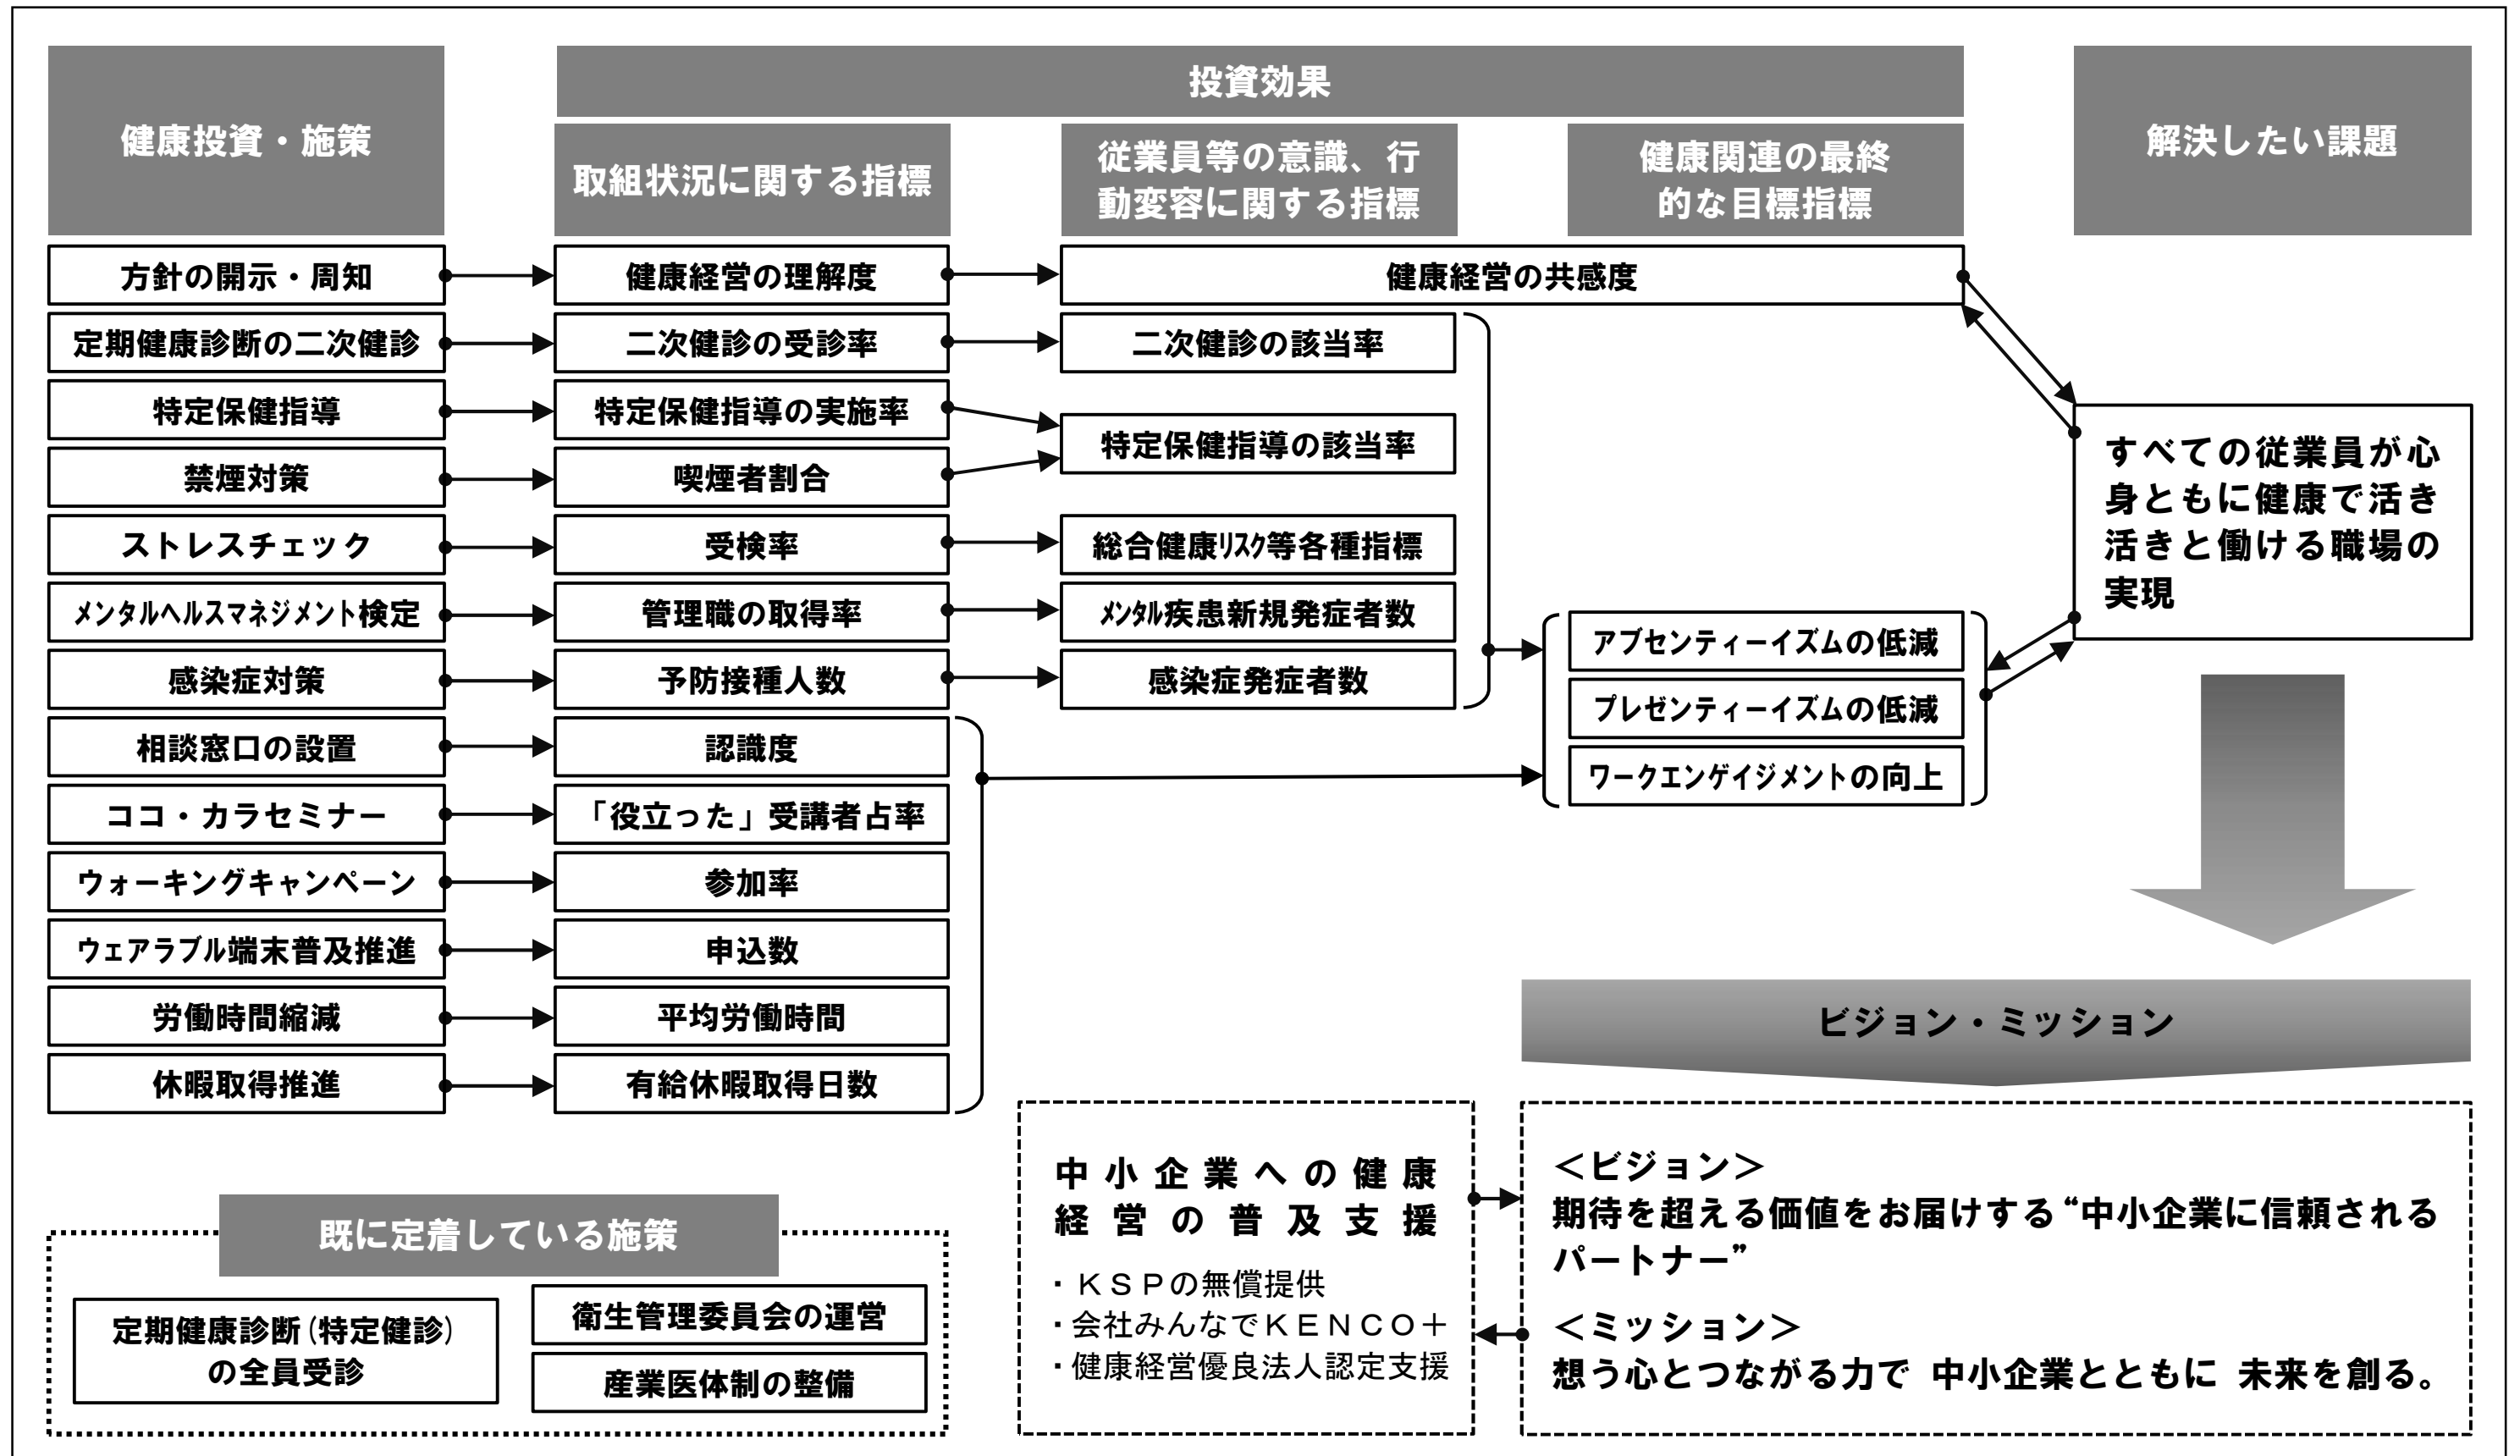 健康投資・施策
投資効果
取組状況に関する指標
従業員等の意識、行
動変容に関する指標
健康関連の最終
的な目標指標
解決したい課題
方針の開示・周知
健康経営の理解度
健康経営の共感度
定期健康診断の二次健診
二次健診の受診率
二次健診の該当率
特定保健指導
特定保健指導の実施率
特定保健指導の該当率
禁煙対策
喫煙者割合
ストレスチェック
受検率
総合健康リスク等各種指標
メンタルヘルスマネジメント検定
管理職の取得率
メンタル疾患新規発症者数
感染症対策
予防接種人数
感染症発症者数
アブセンティーイズムの低減
プレゼンティーイズムの低減
ワークエンゲイジメントの向上
すべての従業員が心
身ともに健康で活き
活きと働ける職場の
実現
相談窓口の設置
認識度
ココ・カラセミナー
「役立った」受講者占率
ウォーキングキャンペーン
参加率
ウェアラブル端末普及推進
申込数
労働時間縮減
平均労働時間
休暇取得推進
有給休暇取得日数
ビジョン・ミッション
既に定着している施策
定期健康診断(特定健診)
の全員受診
衛生管理委員会の運営
産業医体制の整備
中小企業への健康
経営の普及支援
・ＫＳＰの無償提供
・会社みんなでＫＥＮＣＯ＋
・健康経営優良法人認定支援
＜ビジョン＞
期待を超える価値をお届けする“中小企業に信頼される
パートナー”
＜ミッション＞
想う心とつながる力で 中小企業とともに 未来を創る。